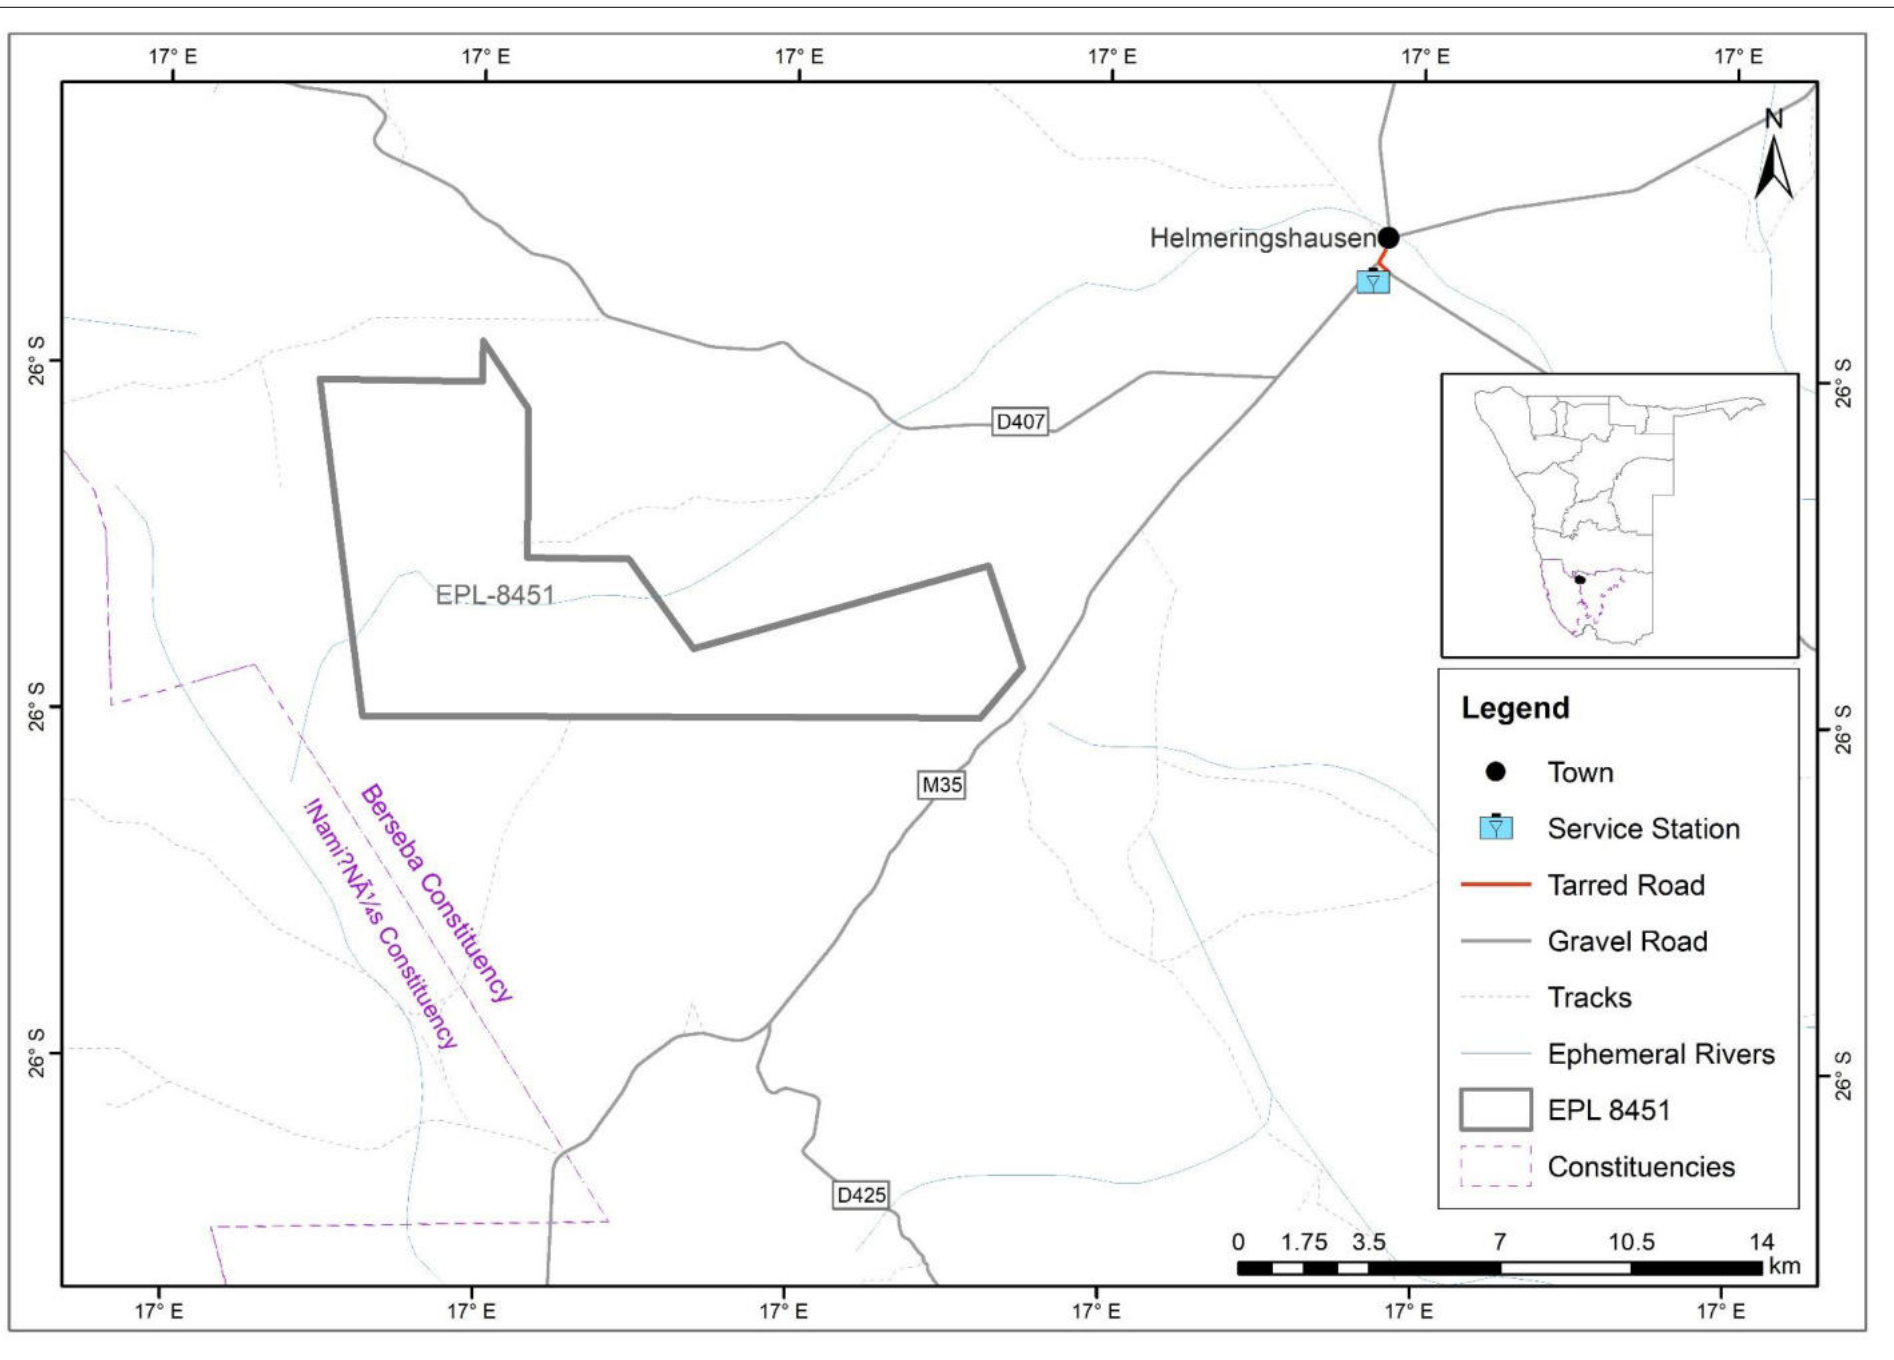 17° E 17° E 17° E 17° E 17° E 17° E
N
Helmeringshausen
26° S
26° S
D407
EPL-8451
26° S
26° S
M35
Berseba Constituency
!Nami?NÃ¼s Constituency
26° S
26° S
D425
Legend
Town
Service Station
Tarred Road
Gravel Road
Tracks
Ephemeral Rivers
EPL 8451
Constituencies
0 1.75 3.5 7 10.5 14
km
17° E 17° E 17° E 17° E 17° E 17° E